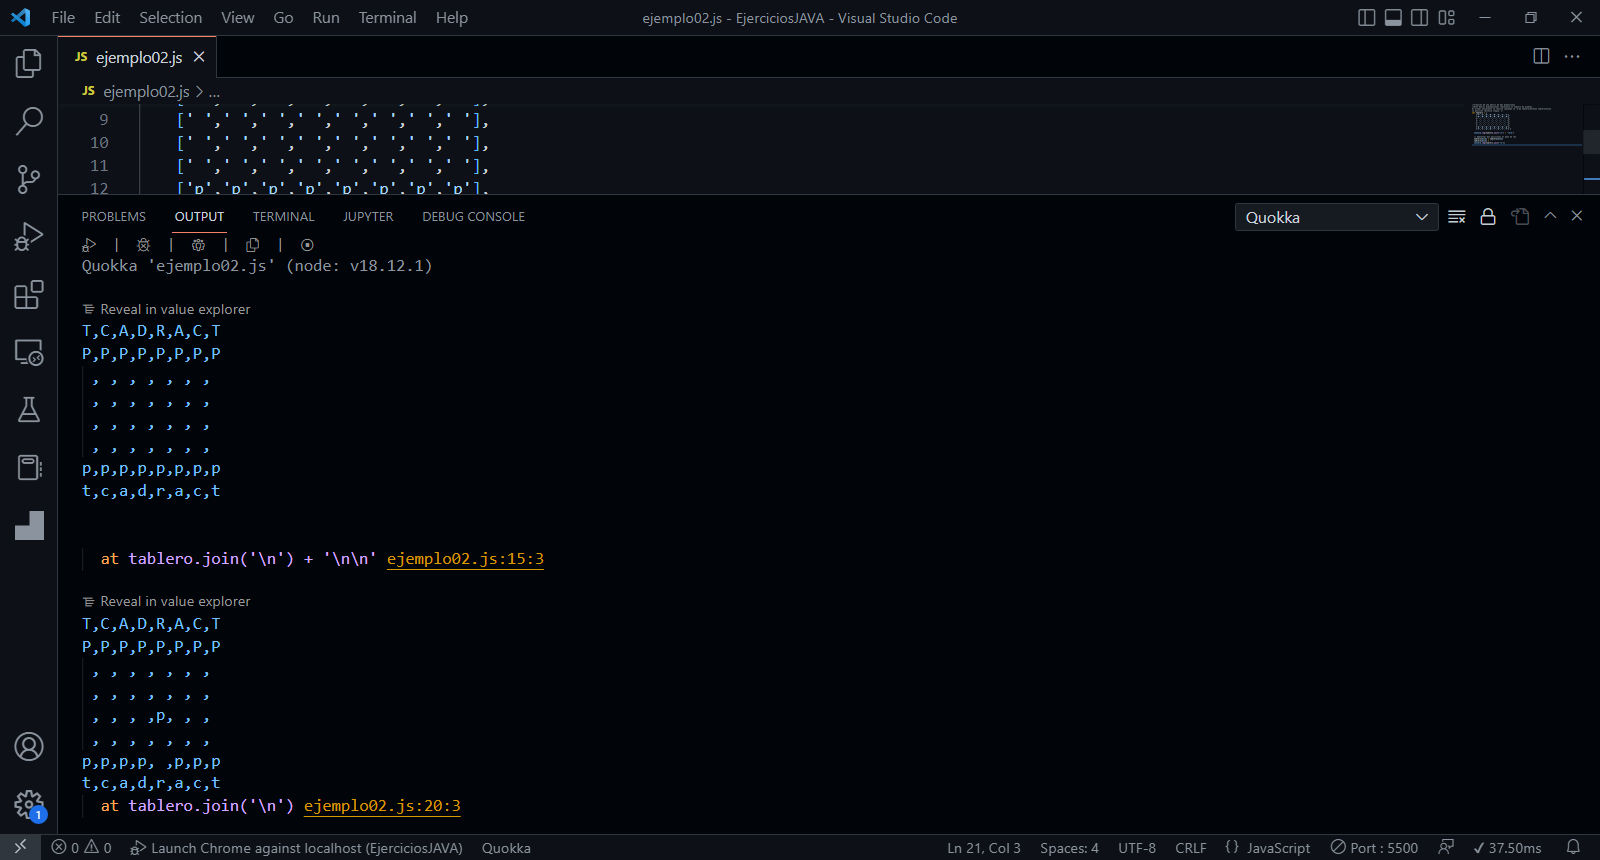 File Edit Selection View Go Run Terminal Help ejemplo02.js - EjerciciosJAVA - Visual Studio Code
JS ejemplo02.js
JS ejemplo02.js > ...
9 [' ',' ',' ',' ',' ',' ',' ',' '],
10 [' ',' ',' ',' ',' ',' ',' ',' '],
11 [' ',' ',' ',' ',' ',' ',' ',' '],
12 ['p','p','p','p','p','p','p','p'],
PROBLEMS OUTPUT TERMINAL JUPYTER DEBUG CONSOLE Quokka
Quokka 'ejemplo02.js' (node: v18.12.1)
Reveal in value explorer
T,C,A,D,R,A,C,T
P,P,P,P,P,P,P,P
 , , , , , , , 
 , , , , , , , 
 , , , , , , , 
 , , , , , , , 
p,p,p,p,p,p,p,p
t,c,a,d,r,a,c,t
at tablero.join('\n') + '\n\n' ejemplo02.js:15:3
Reveal in value explorer
T,C,A,D,R,A,C,T
P,P,P,P,P,P,P,P
 , , , , , , , 
 , , , , , , , 
 , , , ,p, , , 
 , , , , , , , 
p,p,p,p, ,p,p,p
t,c,a,d,r,a,c,t
at tablero.join('\n') ejemplo02.js:20:3
1
0 0 Launch Chrome against localhost (EjerciciosJAVA) Quokka Ln 21, Col 3 Spaces: 4 UTF-8 CRLF {} JavaScript Port : 5500 ✓ 37.50ms